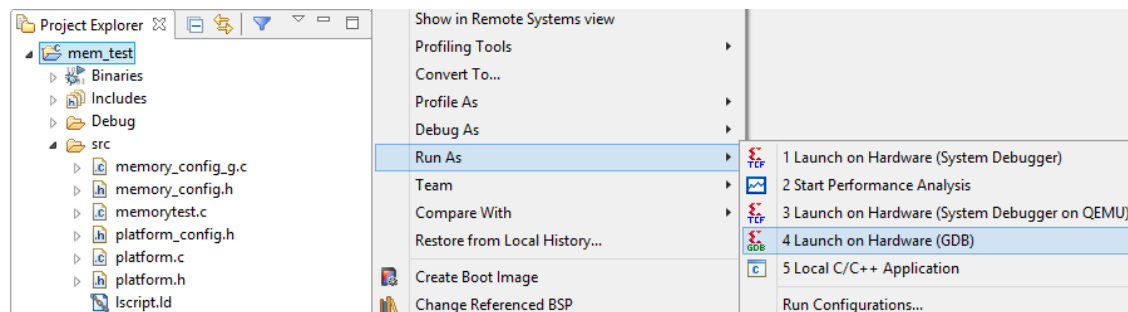 Project Explorer
mem_test
Binaries
Includes
Debug
src
memory_config_g.c
memory_config.h
memorytest.c
platform_config.h
platform.c
platform.h
lscript.ld
Show in Remote Systems view
Profiling Tools
Convert To...
Profile As
Debug As
Run As
Team
Compare With
Restore from Local History...
Create Boot Image
Change Referenced BSP
TCF 1 Launch on Hardware (System Debugger)
2 Start Performance Analysis
TCF 3 Launch on Hardware (System Debugger on QEMU)
GDB 4 Launch on Hardware (GDB)
c 5 Local C/C++ Application
Run Configurations...